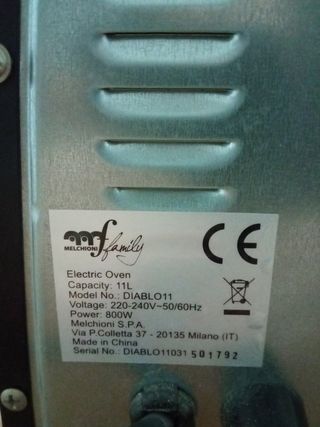 mf family
MELCHIONI
CE
Electric Oven
Capacity: 11L
Model No.: DIABLO11
Voltage: 220-240V~50/60Hz
Power: 800W
Melchioni S.P.A.
Via P.Colletta 37 - 20135 Milano (IT)
Made in China
Serial No.: DIABLO11031 501792